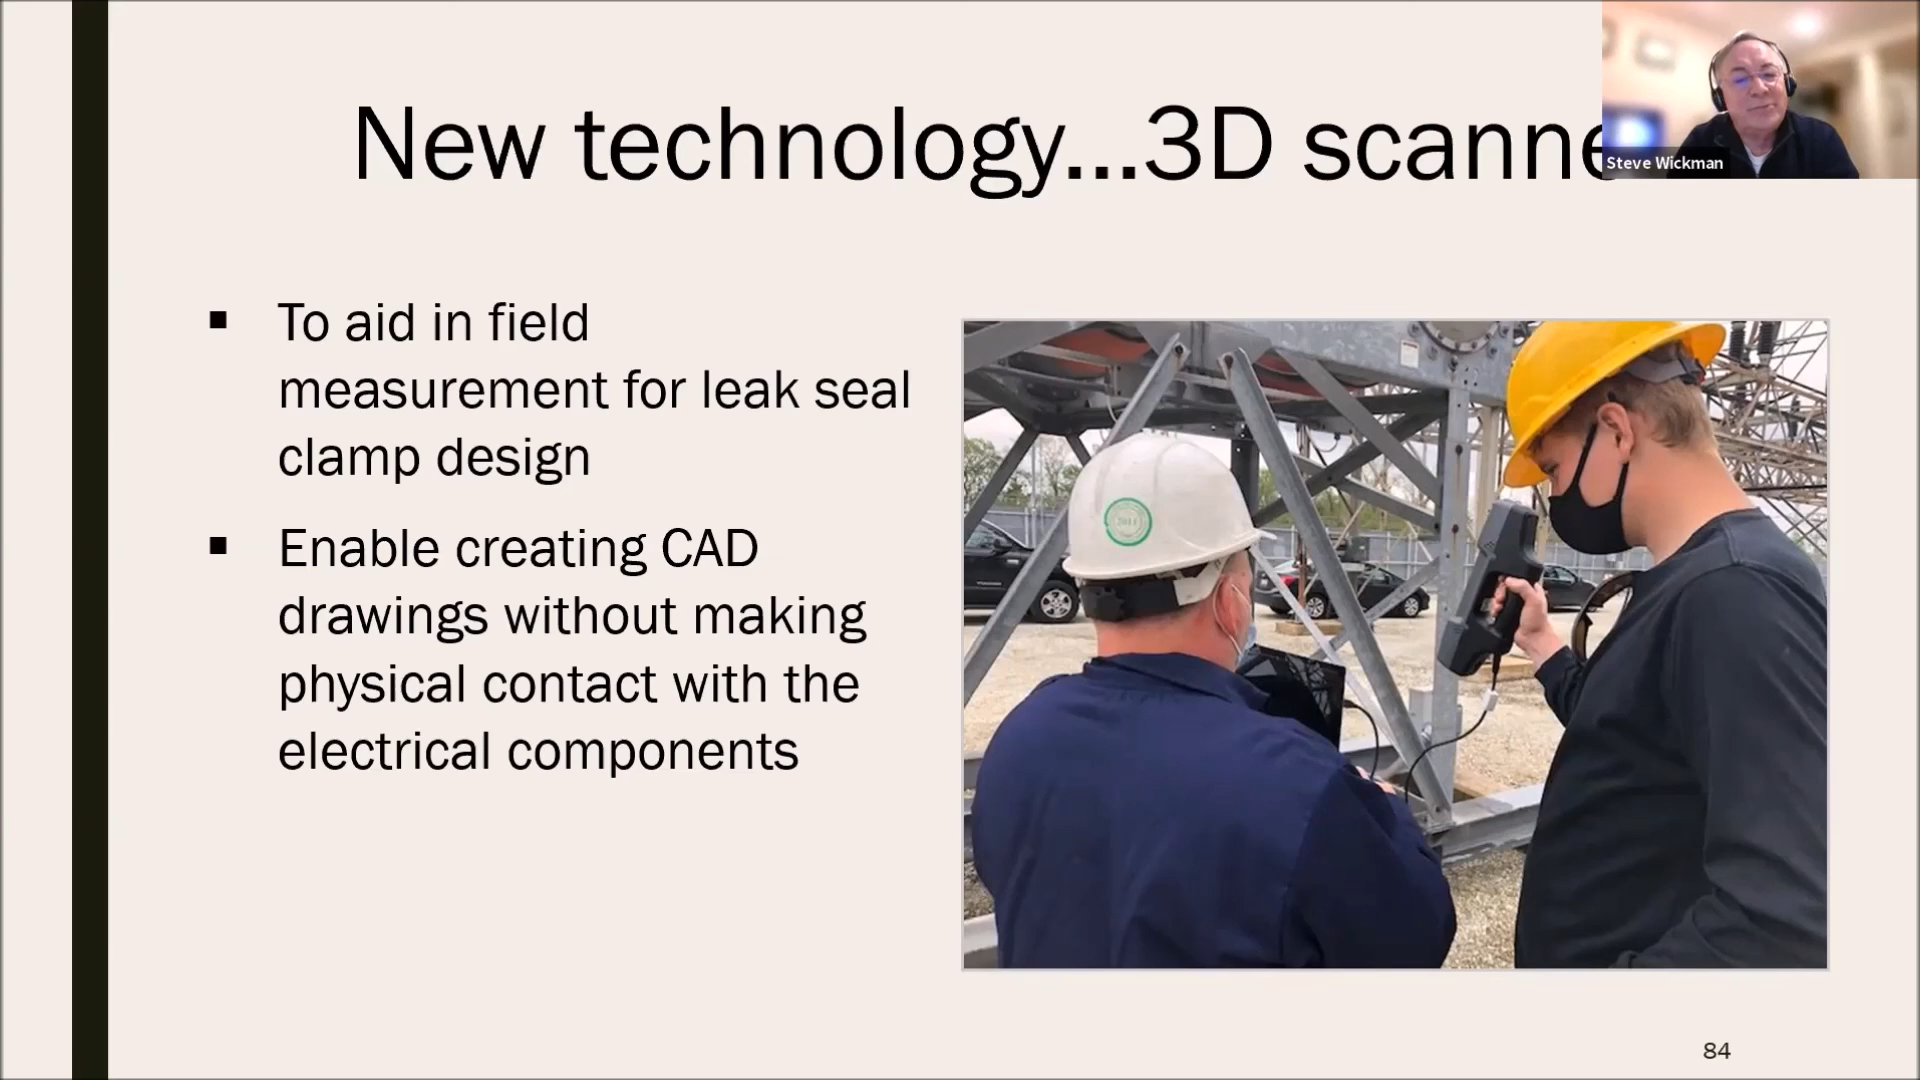 New technology...3D scanne
Steve Wickman
▪ To aid in field
measurement for leak seal
clamp design
▪ Enable creating CAD
drawings without making
physical contact with the
electrical components
2011
84